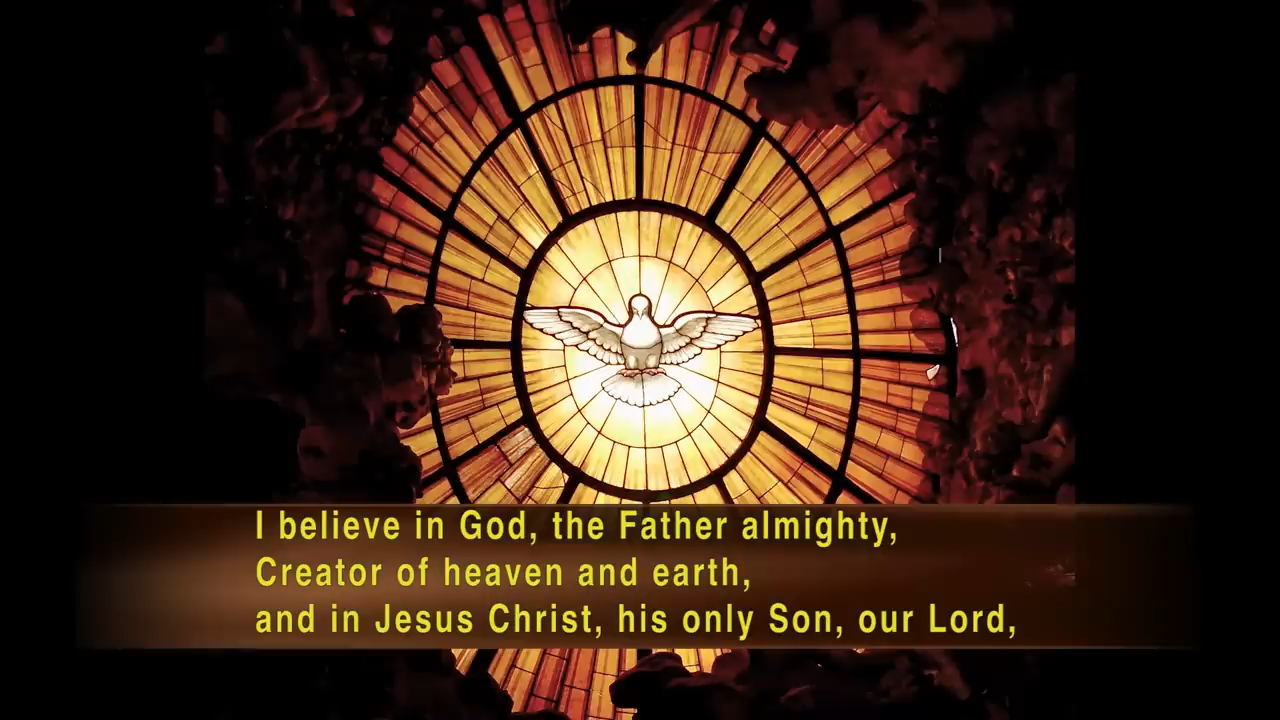 I believe in God, the Father almighty,
Creator of heaven and earth,
and in Jesus Christ, his only Son, our Lord,